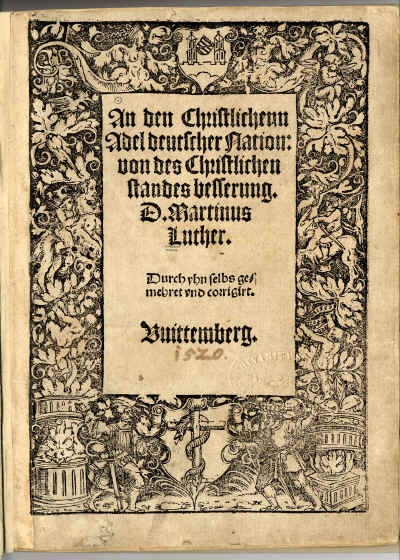 An den Christlichenn
Adel deutscher Nation:
von des Christlichen
standes besserung.
D. Martinus
Luther.
Durch yhn selbs ge⸗
mehret vnd corrigirt.
Vuittemberg.
1520.